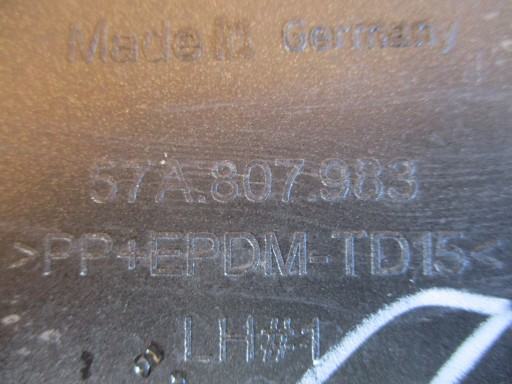 Made in Germany
57A.807.983
>PP+EPDM-TD15<
LH#1